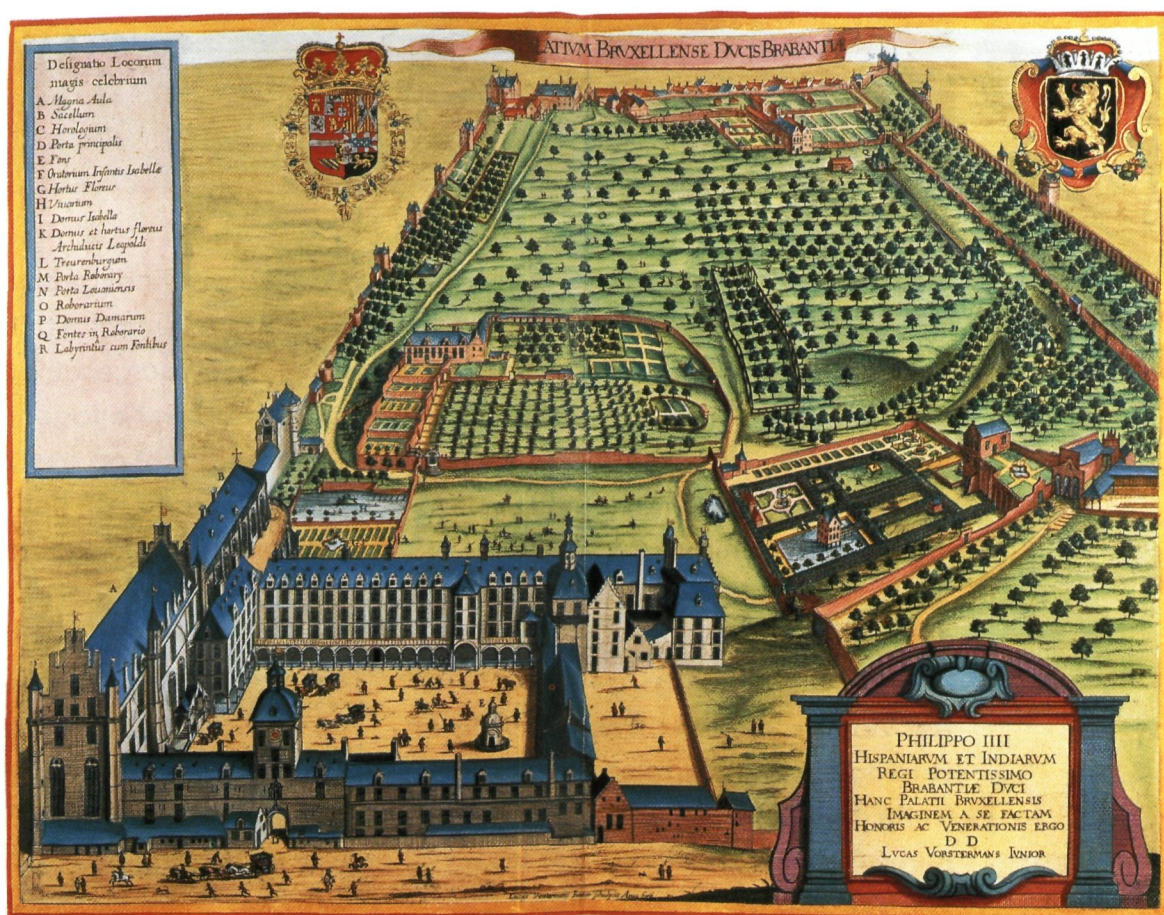 ATIVM BRVXELLENSE DVCIS BRABANTIÆ
Designatio Locorum
magis celebrium
A Magna Aula
B Sacellum
C Horologium
D Porta principalis
E Fons
F Oratorium Infantis Isabellæ
G Hortus Floreus
H Vivarium
I Domus Isabella
K Domus et hortus floreus
Archiducis Leopoldi
L Treurenburgum
M Porta Roborary
N Porta Lovaniensis
O Roborarium
P Domus Damarum
Q Fontes in Roborario
R Labyrintus cum Fontibus
L
B
A
E
PHILIPPO IIII
HISPANIARVM ET INDIARVM
REGI POTENTISSIMO
BRABANTIÆ DVCI
HANC PALATII BRVXELLENSIS
IMAGINEM A SE FACTAM
HONORIS AC VENERATIONIS ERGO
D D
LVCAS VORSTERMANS IVNIOR